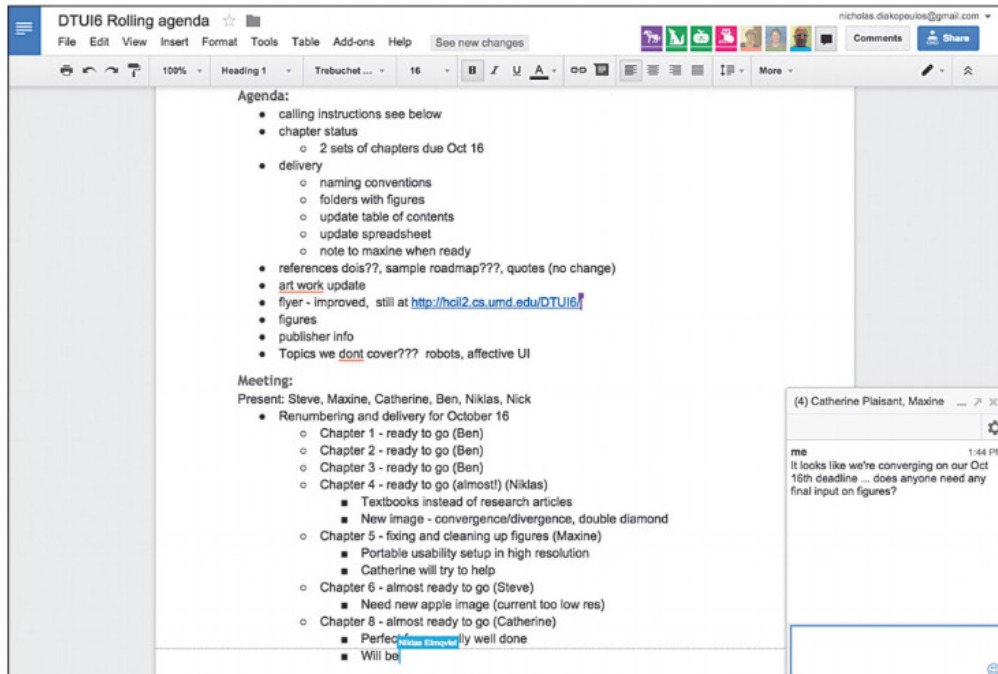 DTUI6 Rolling agenda
nicholas.diakopoulos@gmail.com
File Edit View Insert Format Tools Table Add-ons Help See new changes
Comments
Share
100% Heading 1 Trebuchet ... 16 B I U A More
Agenda:
calling instructions see below
chapter status
2 sets of chapters due Oct 16
delivery
naming conventions
folders with figures
update table of contents
update spreadsheet
note to maxine when ready
references dois??, sample roadmap???, quotes (no change)
art work update
flyer - improved, still at http://hcil2.cs.umd.edu/DTUI6/
figures
publisher info
Topics we dont cover??? robots, affective UI
Meeting:
Present: Steve, Maxine, Catherine, Ben, Niklas, Nick
Renumbering and delivery for October 16
Chapter 1 - ready to go (Ben)
Chapter 2 - ready to go (Ben)
Chapter 3 - ready to go (Ben)
Chapter 4 - ready to go (almost!) (Niklas)
Textbooks instead of research articles
New image - convergence/divergence, double diamond
Chapter 5 - fixing and cleaning up figures (Maxine)
Portable usability setup in high resolution
Catherine will try to help
Chapter 6 - almost ready to go (Steve)
Need new apple image (current too low res)
Chapter 8 - almost ready to go (Catherine)
Niklas Elmqvist
well done
Will be
(4) Catherine Plaisant, Maxine
me 1:44 PM
It looks like we're converging on our Oct
16th deadline ... does anyone need any
final input on figures?